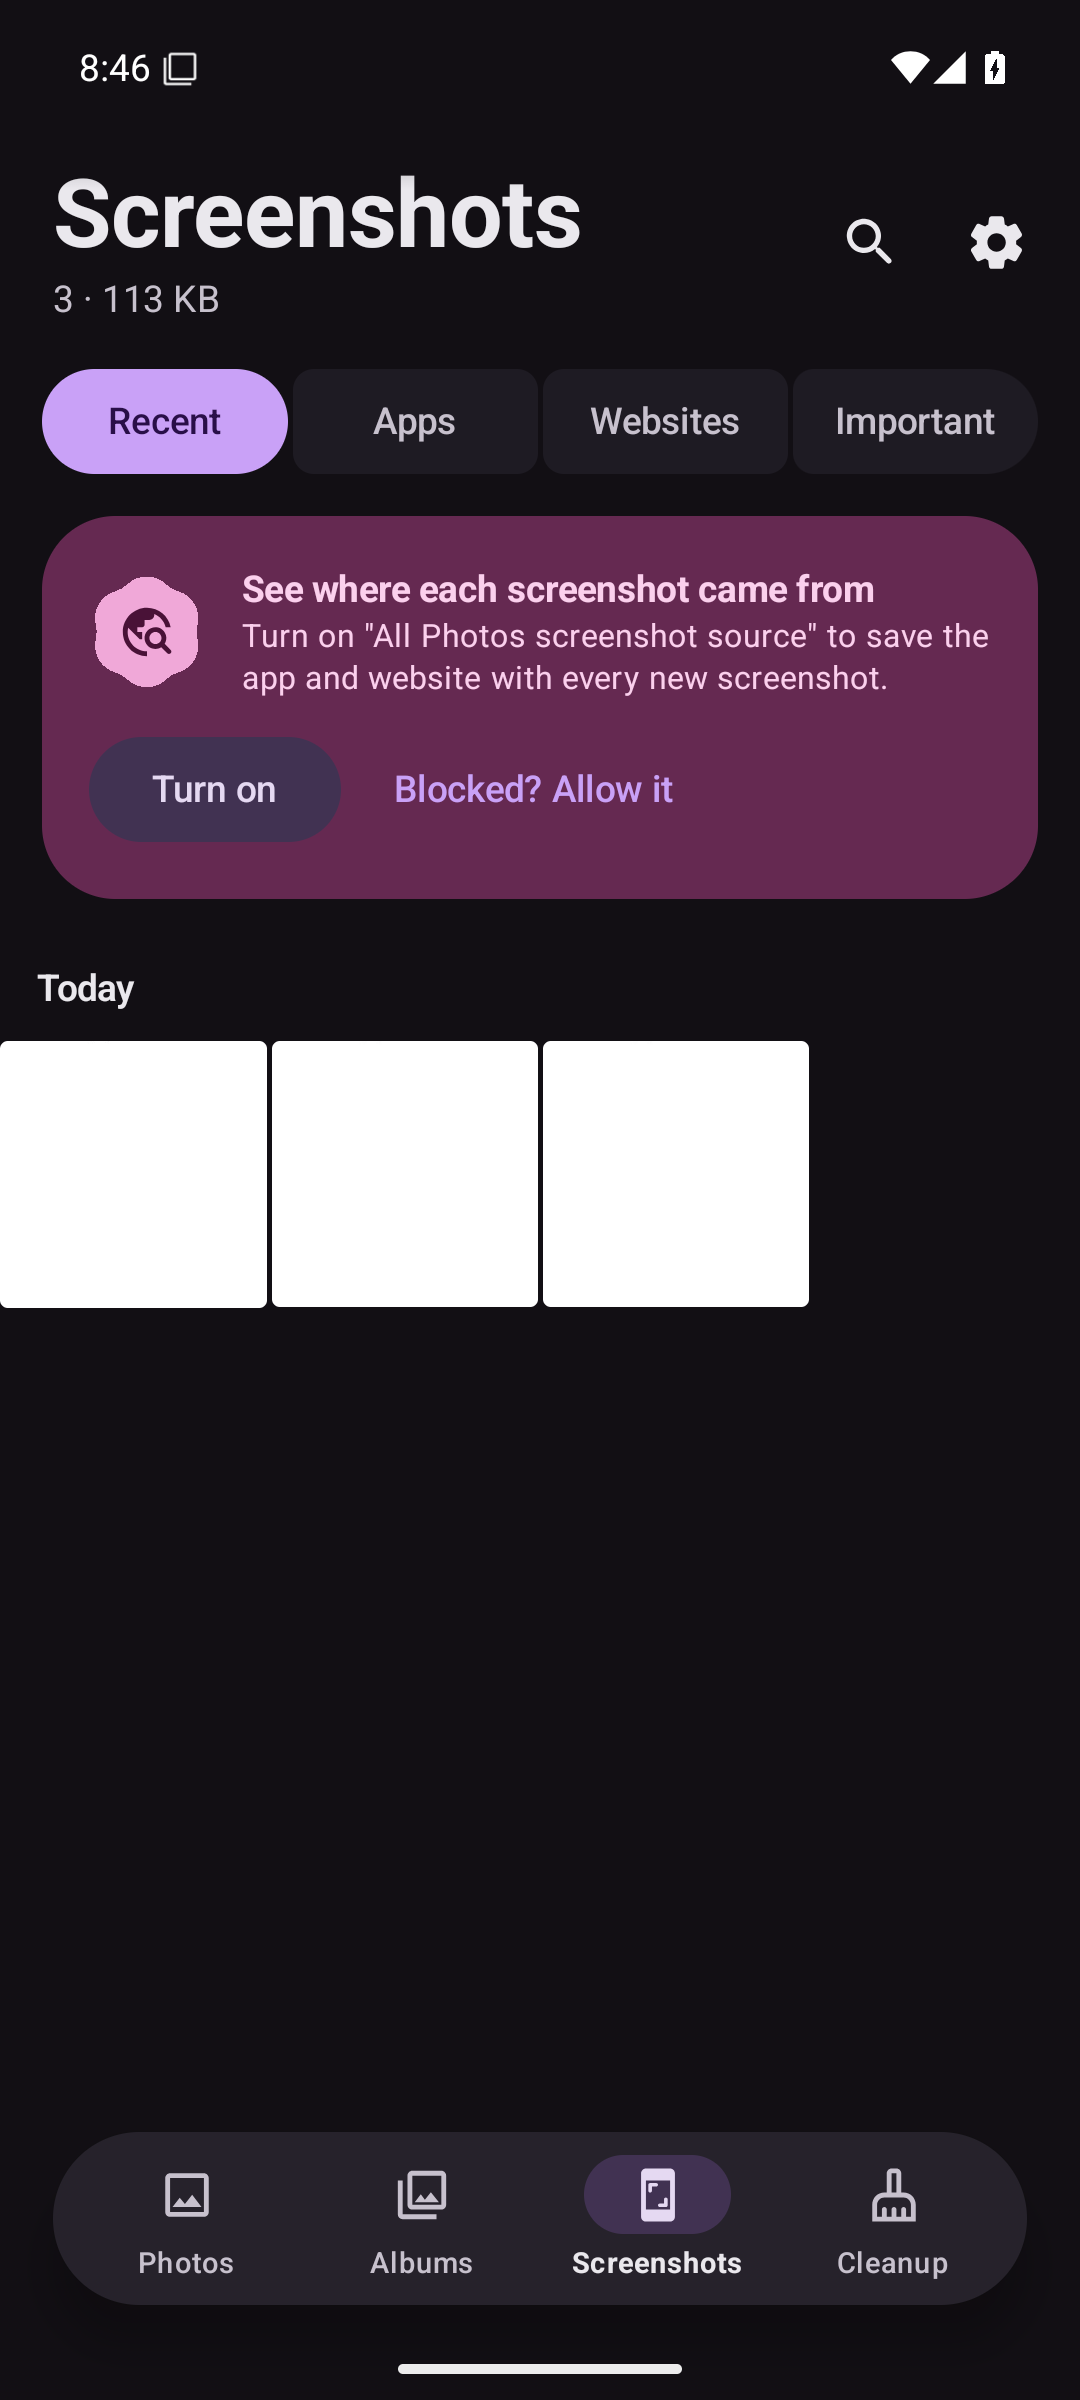 8:46
Screenshots
3 · 113 KB
Recent
Apps
Websites
Important
See where each screenshot came from
Turn on "All Photos screenshot source" to save the
app and website with every new screenshot.
Turn on
Blocked? Allow it
Today
Photos
Albums
Screenshots
Cleanup